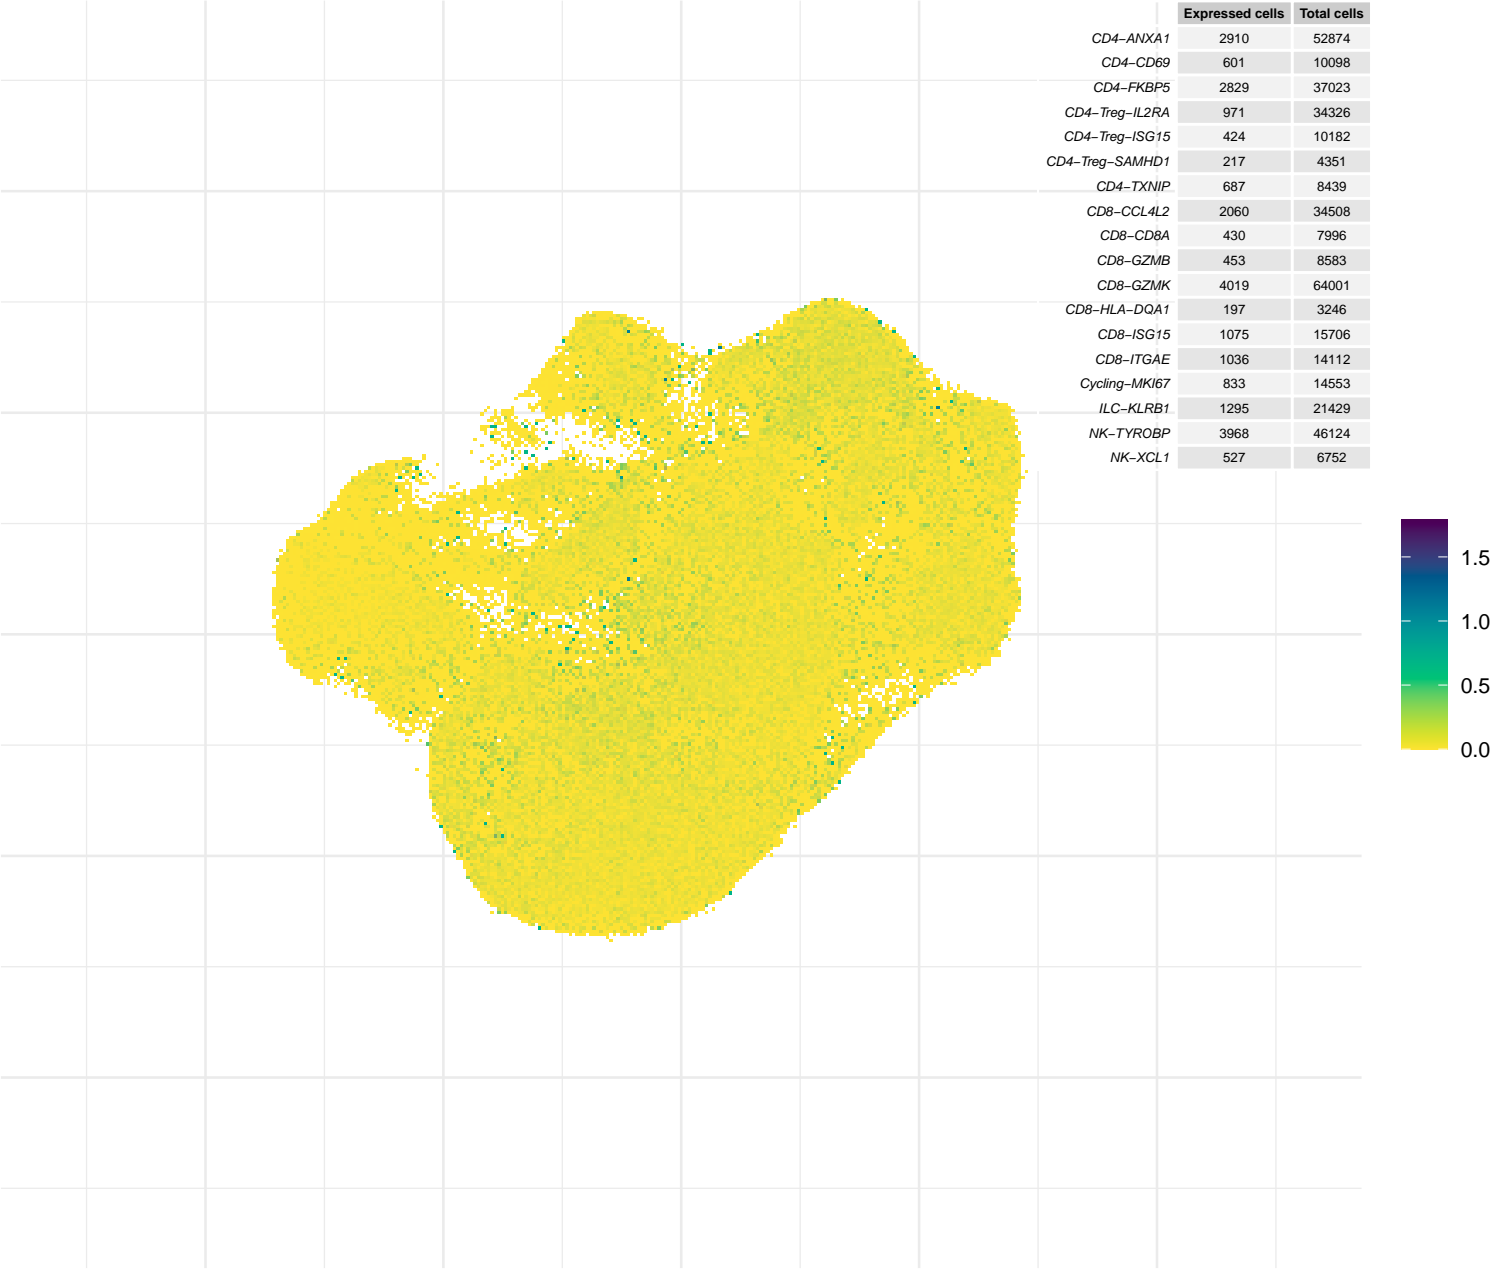 Expressed cells Total cells
CD4−ANXA1 2910 52874
CD4−CD69 601 10098
CD4−FKBP5 2829 37023
CD4−Treg−IL2RA 971 34326
CD4−Treg−ISG15 424 10182
CD4−Treg−SAMHD1 217 4351
CD4−TXNIP 687 8439
CD8−CCL4L2 2060 34508
CD8−CD8A 430 7996
CD8−GZMB 453 8583
CD8−GZMK 4019 64001
CD8−HLA−DQA1 197 3246
CD8−ISG15 1075 15706
CD8−ITGAE 1036 14112
Cycling−MKI67 833 14553
ILC−KLRB1 1295 21429
NK−TYROBP 3968 46124
NK−XCL1 527 6752
1.5
1.0
0.5
0.0